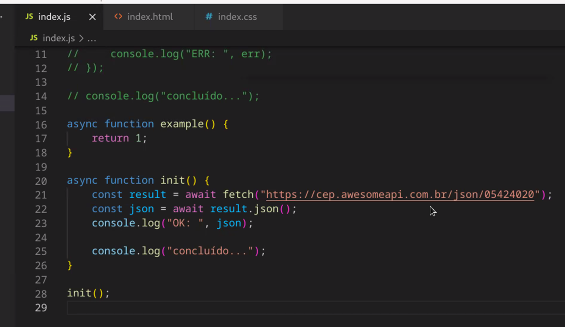 JS index.js × <> index.html # index.css
JS index.js > ...
11 //     console.log("ERR: ", err);
12 // });
13
14 // console.log("concluído...");
15
16 async function example() {
17     return 1;
18 }
19
20 async function init() {
21     const result = await fetch("https://cep.awesomeapi.com.br/json/05424020");
22     const json = await result.json();
23     console.log("OK: ", json);
24
25     console.log("concluído...");
26 }
27
28 init();
29